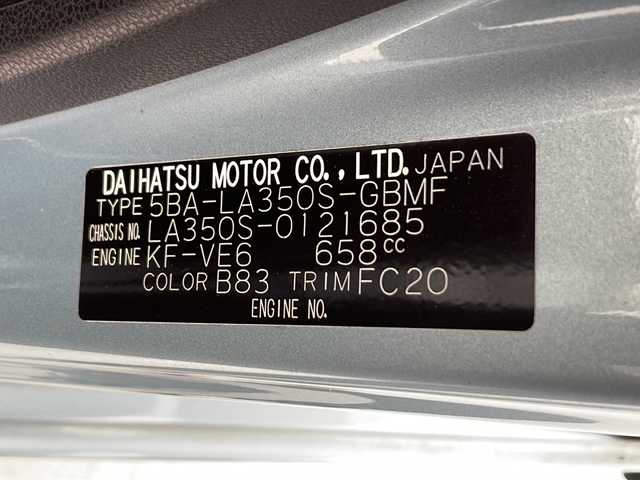 DAIHATSU MOTOR CO.,LTD. JAPAN
TYPE 5BA-LA350S-GBMF
CHASSIS NO. LA350S-0121685
ENGINE KF-VE6 658cc
COLOR B83 TRIM FC20
ENGINE NO.